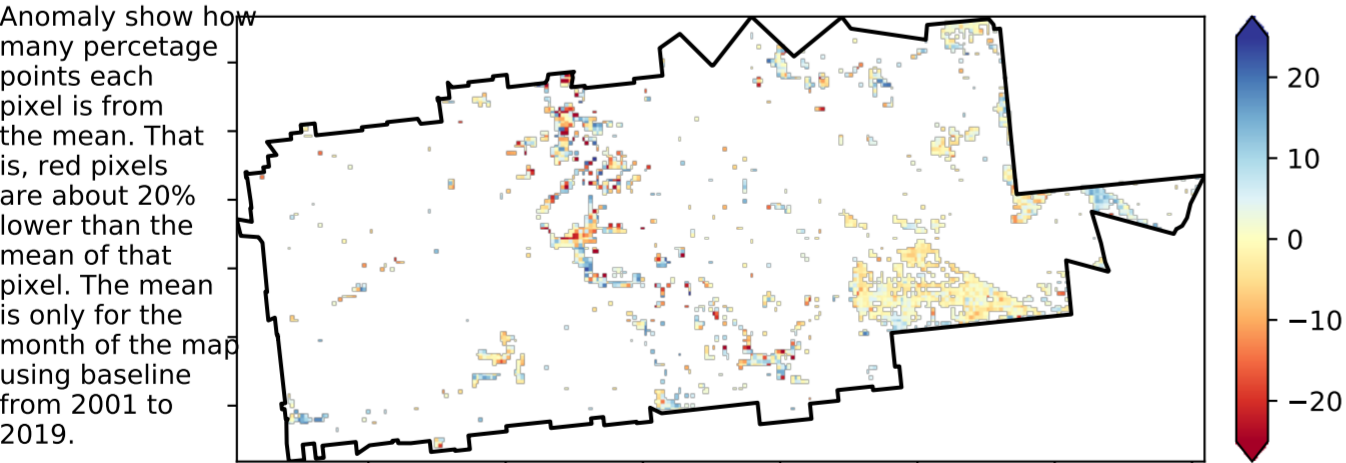 Anomaly show how
many percetage
points each
pixel is from
the mean. That
is, red pixels
are about 20%
lower than the
mean of that
pixel. The mean
is only for the
month of the map
using baseline
from 2001 to
2019.
20
10
0
−10
−20